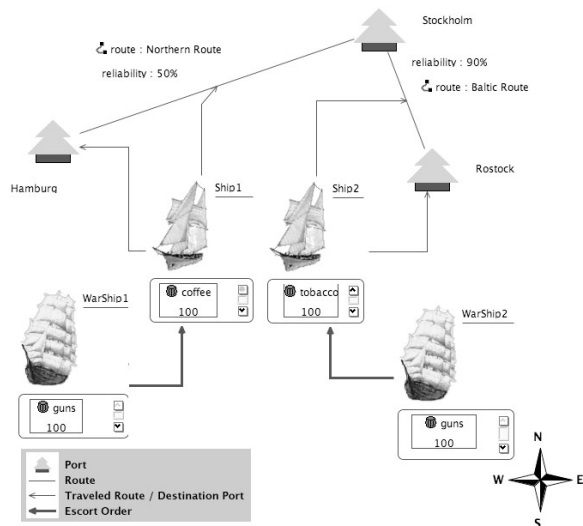 Stockholm
route : Northern Route
reliability : 50%
reliability : 90%
route : Baltic Route
Hamburg
Rostock
Ship1
Ship2
coffee
100
tobacco
100
WarShip1
WarShip2
guns
100
guns
100
Port
Route
Traveled Route / Destination Port
Escort Order
N
W
E
S